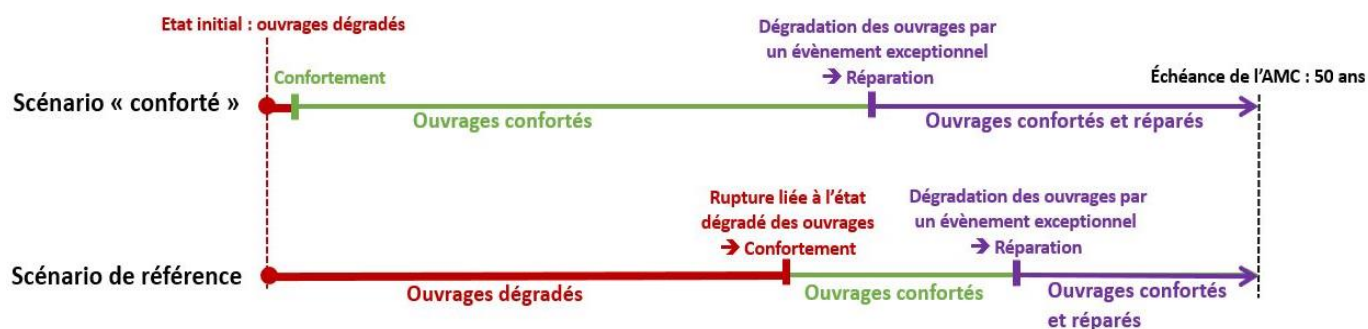 Etat initial : ouvrages dégradés
Dégradation des ouvrages par
un évènement exceptionnel
➔ Réparation
Confortement
Échéance de l'AMC : 50 ans
Scénario « conforté »
Ouvrages confortés
Ouvrages confortés et réparés
Rupture liée à l'état
dégradé des ouvrages
➔ Confortement
Dégradation des ouvrages par
un évènement exceptionnel
➔ Réparation
Scénario de référence
Ouvrages dégradés
Ouvrages confortés
Ouvrages confortés
et réparés